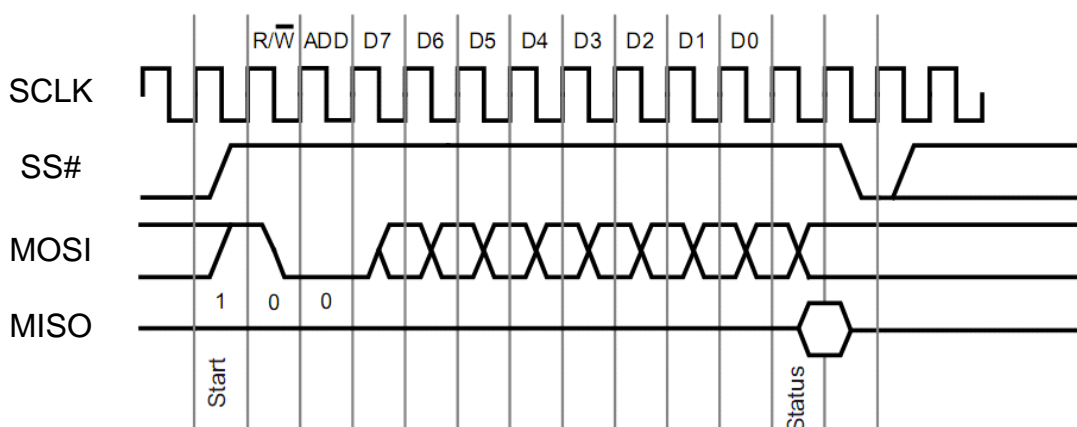 R/W̅ ADD D7 D6 D5 D4 D3 D2 D1 D0
SCLK
SS#
MOSI
1 0 0
MISO
Start
Status